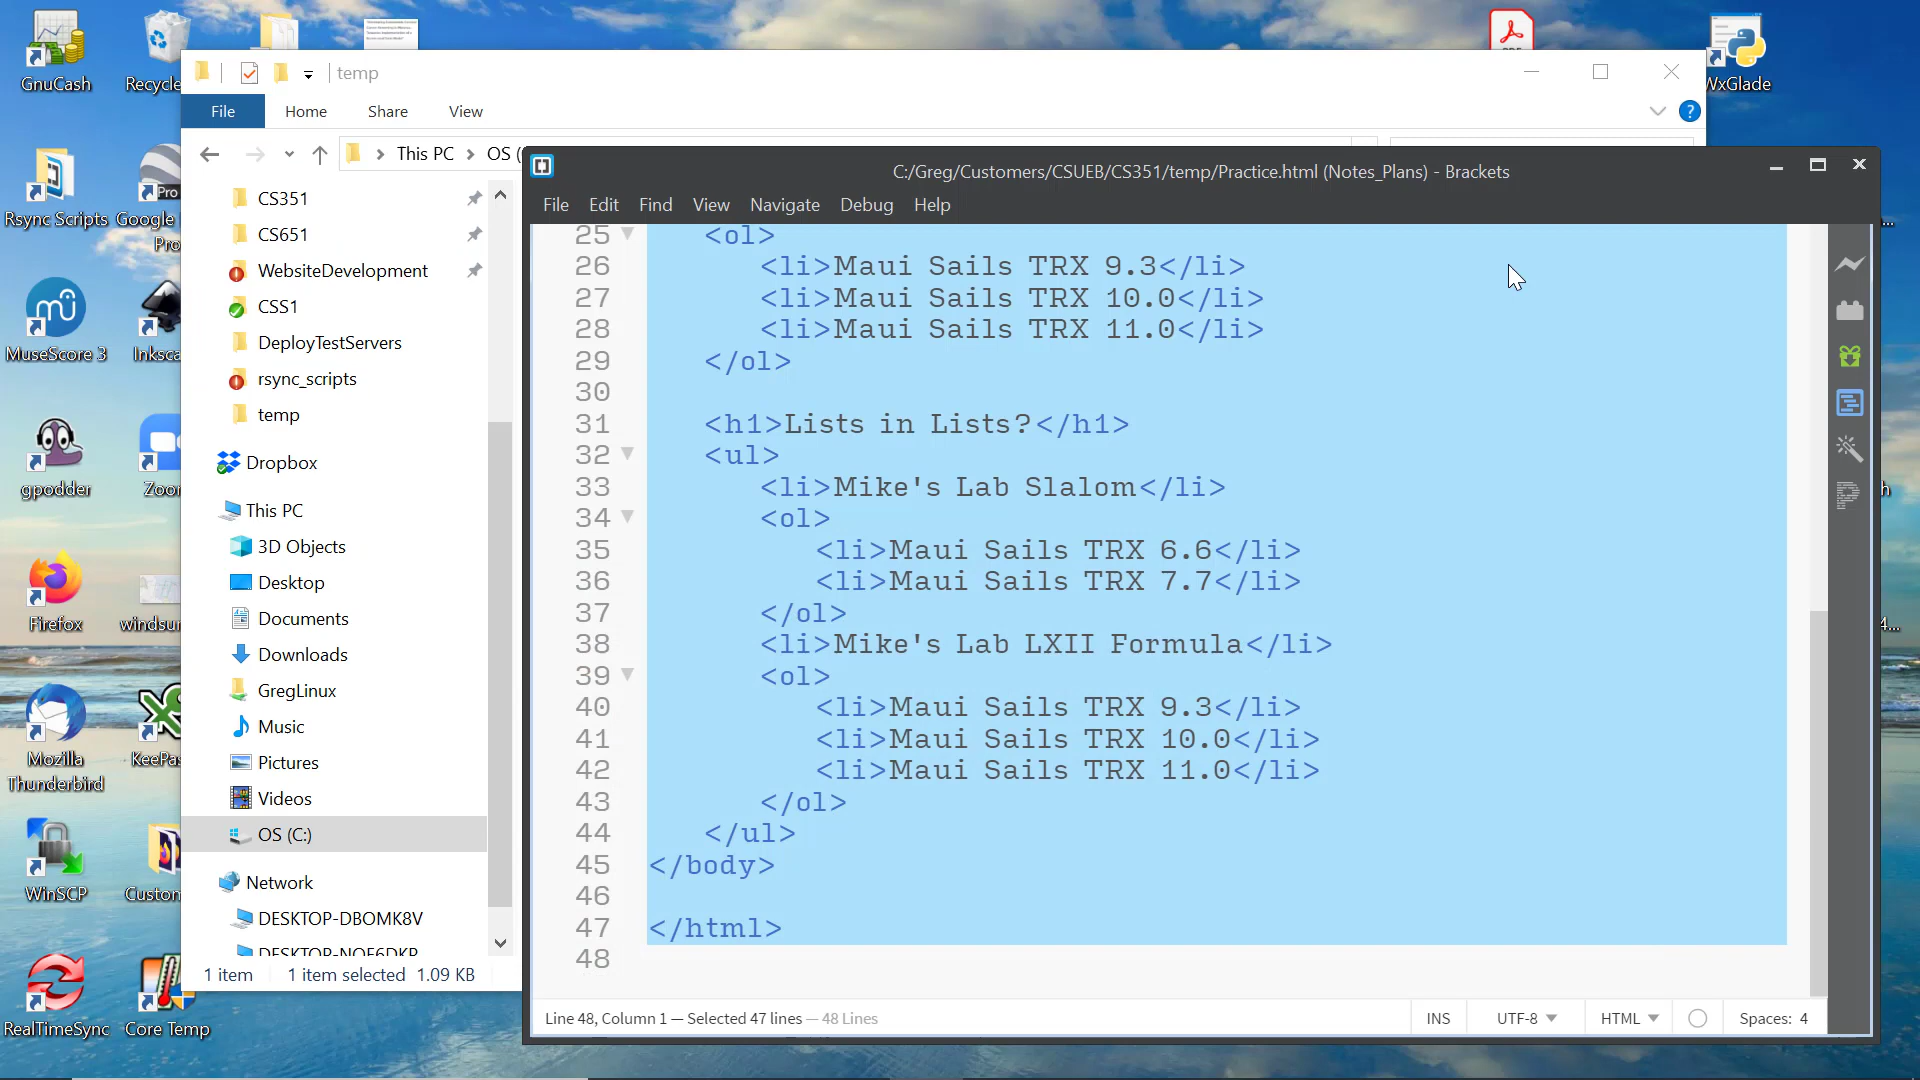 GnuCash
Recycle
WxGlade
temp
File
Home
Share
View
This PC
OS (
C:/Greg/Customers/CSUEB/CS351/temp/Practice.html (Notes_Plans) - Brackets
File Edit Find View Navigate Debug Help
Rsync Scripts
Google
Pro
MuseScore 3
Inksca
gpodder
Zoor
Firefox
windsur
Mozilla
Thunderbird
KeePas
WinSCP
Custom
RealTimeSync
Core Temp
CS351
CS651
WebsiteDevelopment
CSS1
DeployTestServers
rsync_scripts
temp
Dropbox
This PC
3D Objects
Desktop
Documents
Downloads
GregLinux
Music
Pictures
Videos
OS (C:)
Network
DESKTOP-DBOMK8V
DESKTOP-NOF6DKP
1 item 1 item selected 1.09 KB
25 <ol>
26 <li>Maui Sails TRX 9.3</li>
27 <li>Maui Sails TRX 10.0</li>
28 <li>Maui Sails TRX 11.0</li>
29 </ol>
30
31 <h1>Lists in Lists?</h1>
32 <ul>
33 <li>Mike's Lab Slalom</li>
34 <ol>
35 <li>Maui Sails TRX 6.6</li>
36 <li>Maui Sails TRX 7.7</li>
37 </ol>
38 <li>Mike's Lab LXII Formula</li>
39 <ol>
40 <li>Maui Sails TRX 9.3</li>
41 <li>Maui Sails TRX 10.0</li>
42 <li>Maui Sails TRX 11.0</li>
43 </ol>
44 </ul>
45 </body>
46
47 </html>
48
Line 48, Column 1 — Selected 47 lines — 48 Lines
INS UTF-8 HTML Spaces: 4